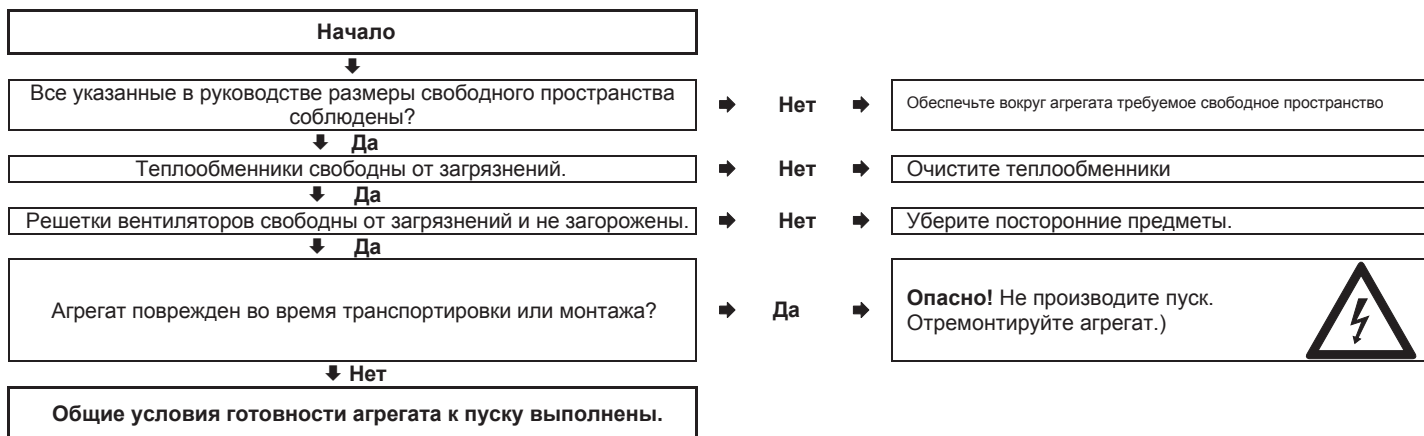 Начало
Все указанные в руководстве размеры свободного пространства
соблюдены?
Нет
Обеспечьте вокруг агрегата требуемое свободное пространство
Да
Теплообменники свободны от загрязнений.
Нет
Очистите теплообменники
Да
Решетки вентиляторов свободны от загрязнений и не загорожены.
Нет
Уберите посторонние предметы.
Да
Агрегат поврежден во время транспортировки или монтажа?
Да
Опасно! Не производите пуск.
Отремонтируйте агрегат.)
Нет
Общие условия готовности агрегата к пуску выполнены.